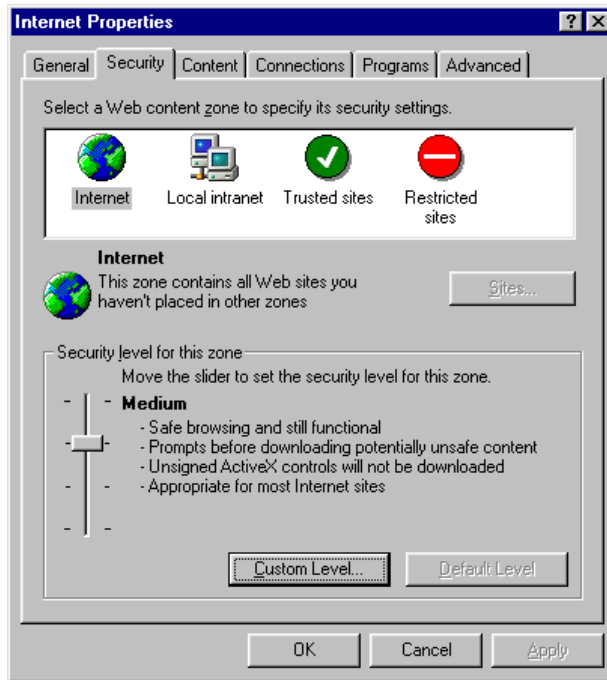 Internet Properties
General Security Content Connections Programs Advanced
Select a Web content zone to specify its security settings.
Internet Local intranet Trusted sites Restricted
sites
Internet
This zone contains all Web sites you
haven't placed in other zones
Sites...
Security level for this zone
Move the slider to set the security level for this zone.
Medium
- Safe browsing and still functional
- Prompts before downloading potentially unsafe content
- Unsigned ActiveX controls will not be downloaded
- Appropriate for most Internet sites
Custom Level... Default Level
OK Cancel Apply